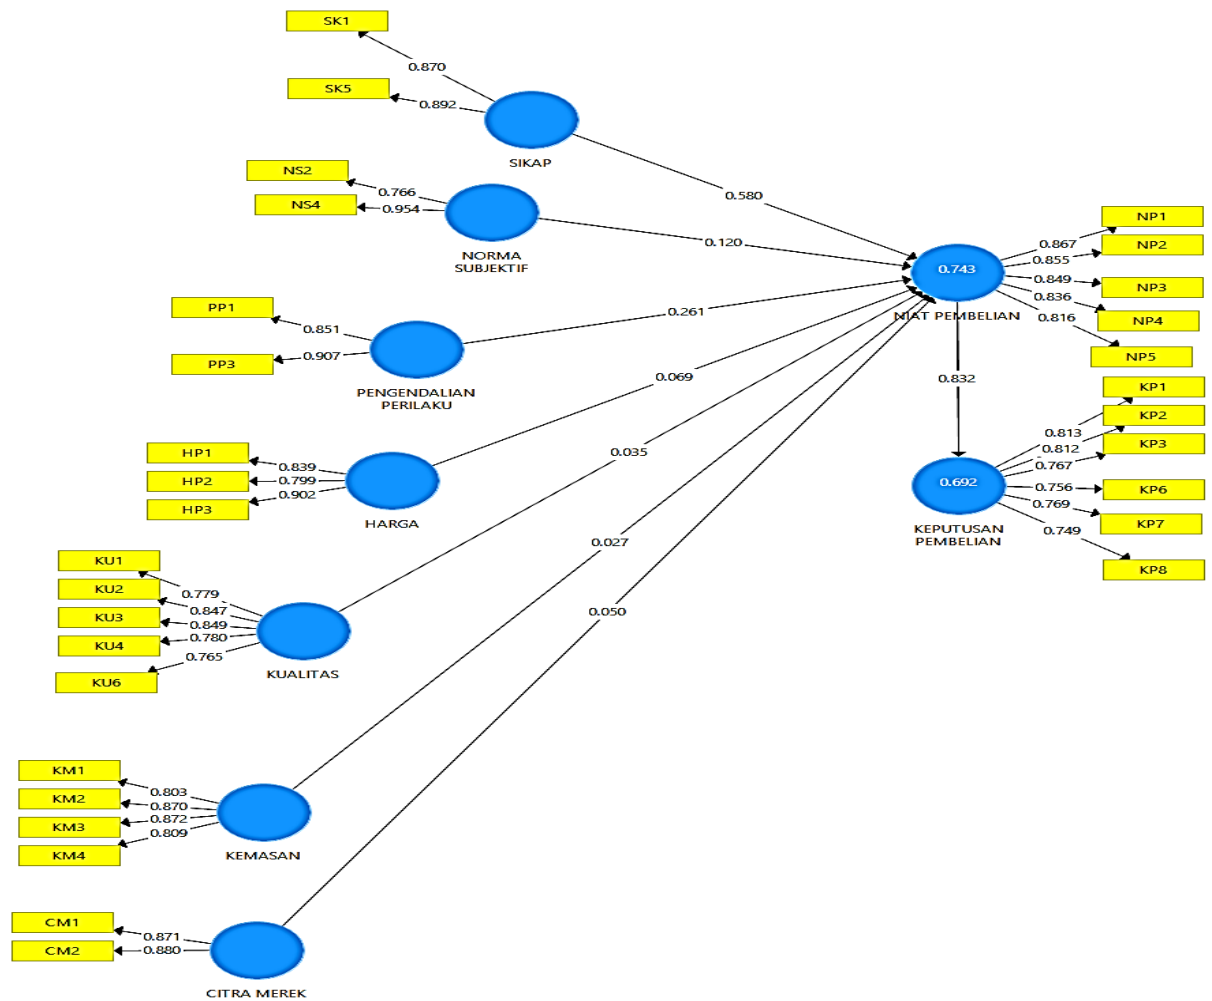 SK1
0.870
SK5
0.892
SIKAP
0.580
NS2
0.766
NS4
0.954
NORMA
SUBJEKTIF
0.120
PP1
0.851
PP3
0.907
PENGENDALIAN
PERILAKU
0.261
HP1
0.839
HP2
0.799
HP3
0.902
HARGA
0.069
KU1
0.779
KU2
0.847
KU3
0.849
KU4
0.780
KU6
0.765
KUALITAS
0.035
KM1
0.803
KM2
0.870
KM3
0.872
KM4
0.809
KEMASAN
0.027
CM1
0.871
CM2
0.880
CITRA MEREK
0.050
0.743
NIAT PEMBELIAN
NP1
0.867
NP2
0.855
NP3
0.849
NP4
0.836
NP5
0.816
0.832
0.692
KEPUTUSAN
PEMBELIAN
KP1
0.813
KP2
0.812
KP3
0.767
KP6
0.756
KP7
0.769
KP8
0.749